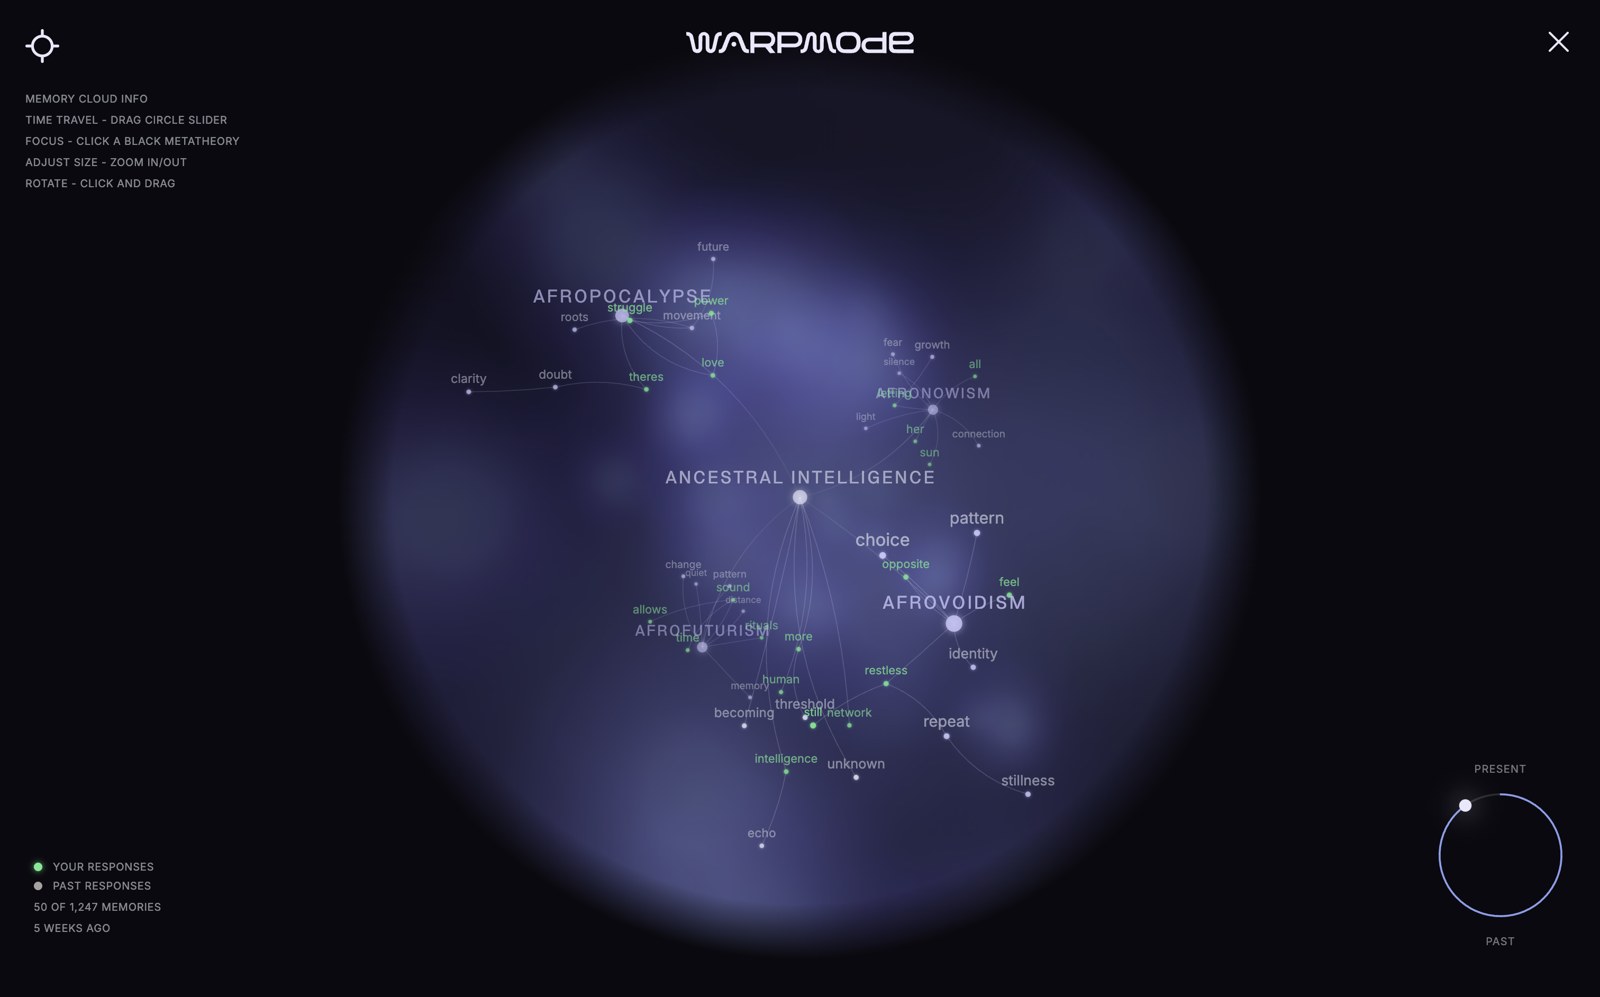 WARPMODE
MEMORY CLOUD INFO
TIME TRAVEL - DRAG CIRCLE SLIDER
FOCUS - CLICK A BLACK METATHEORY
ADJUST SIZE - ZOOM IN/OUT
ROTATE - CLICK AND DRAG
future
AFROPOCALYPSE
power
struggle
roots
movement
love
theres
doubt
clarity
fear
growth
silence
all
AFRONOWISM
light
her
connection
sun
ANCESTRAL INTELLIGENCE
pattern
choice
opposite
feel
AFROVOIDISM
identity
change
quiet
pattern
sound
distance
allows
rituals
AFROFUTURISM
time
more
restless
human
memory
threshold
becoming
still
network
repeat
intelligence
unknown
stillness
echo
PRESENT
PAST
YOUR RESPONSES
PAST RESPONSES
50 OF 1,247 MEMORIES
5 WEEKS AGO